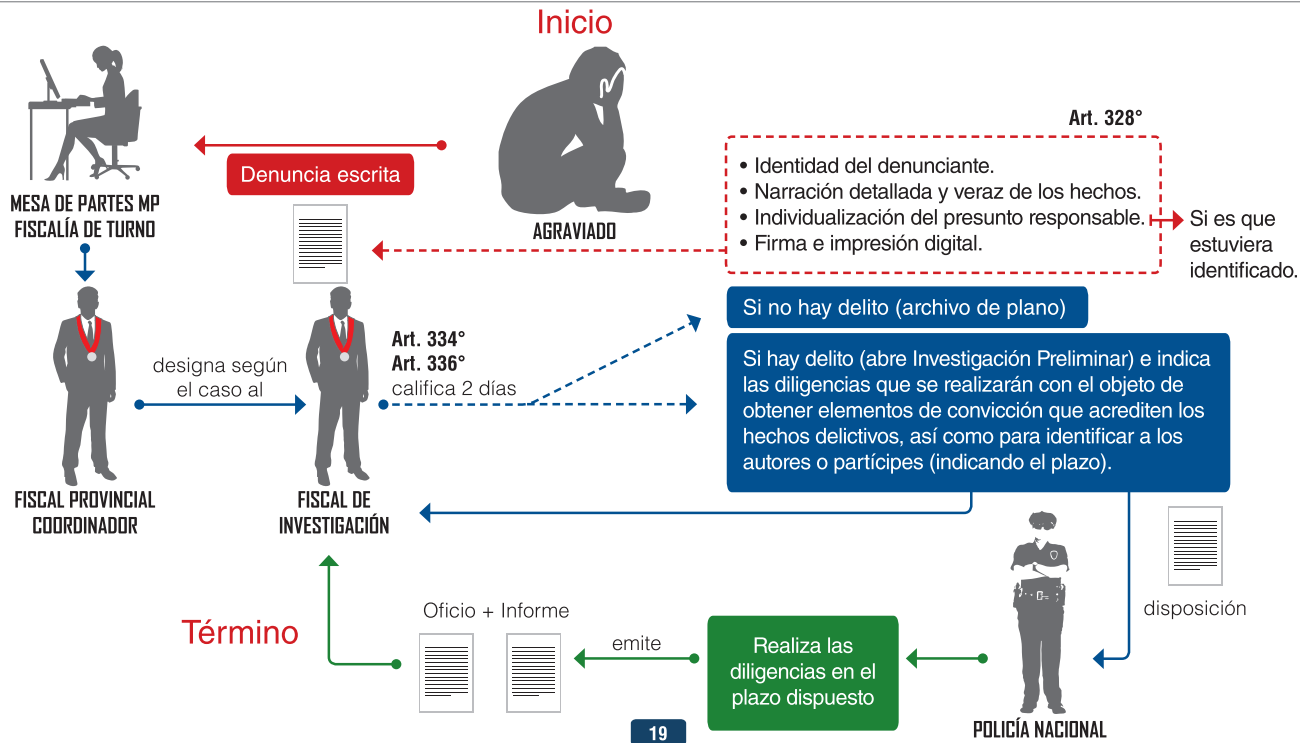 Inicio
Denuncia escrita
MESA DE PARTES MP
FISCALÍA DE TURNO
AGRAVIADO
Art. 328°
• Identidad del denunciante.
• Narración detallada y veraz de los hechos.
• Individualización del presunto responsable.
• Firma e impresión digital.
Si es que
estuviera
identificado.
designa según
el caso al
FISCAL PROVINCIAL
COORDINADOR
FISCAL DE
INVESTIGACIÓN
Art. 334°
Art. 336°
califica 2 días
Si no hay delito (archivo de plano)
Si hay delito (abre Investigación Preliminar) e indica
las diligencias que se realizarán con el objeto de
obtener elementos de convicción que acrediten los
hechos delictivos, así como para identificar a los
autores o partícipes (indicando el plazo).
disposición
POLICÍA NACIONAL
Realiza las
diligencias en el
plazo dispuesto
emite
Oficio + Informe
Término
19